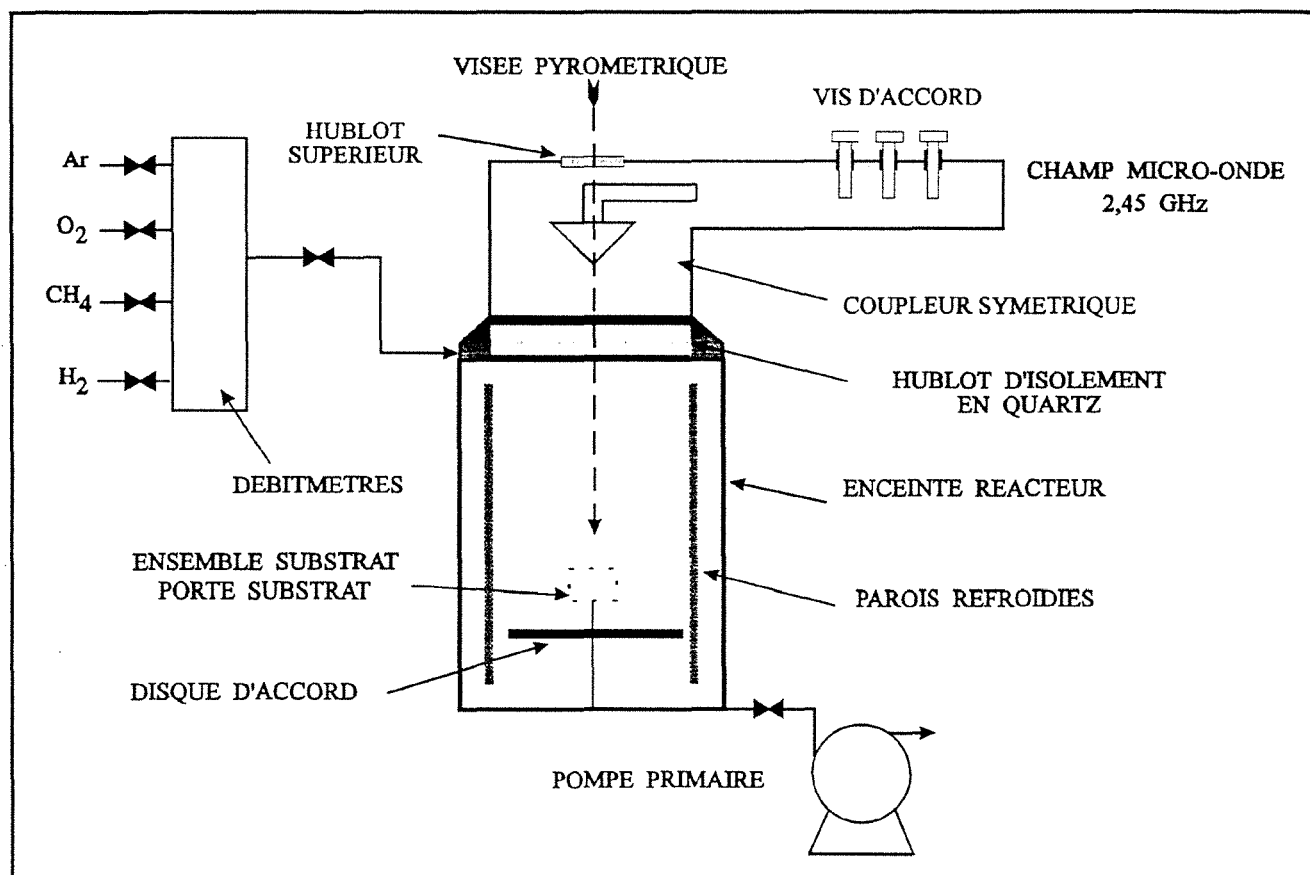 VISEE PYROMETRIQUE
VIS D'ACCORD
HUBLOT
SUPERIEUR
Ar
O2
CH4
H2
CHAMP MICRO-ONDE
2,45 GHz
COUPLEUR SYMETRIQUE
HUBLOT D'ISOLEMENT
EN QUARTZ
DEBITMETRES
ENCEINTE REACTEUR
ENSEMBLE SUBSTRAT
PORTE SUBSTRAT
PAROIS REFROIDIES
DISQUE D'ACCORD
POMPE PRIMAIRE